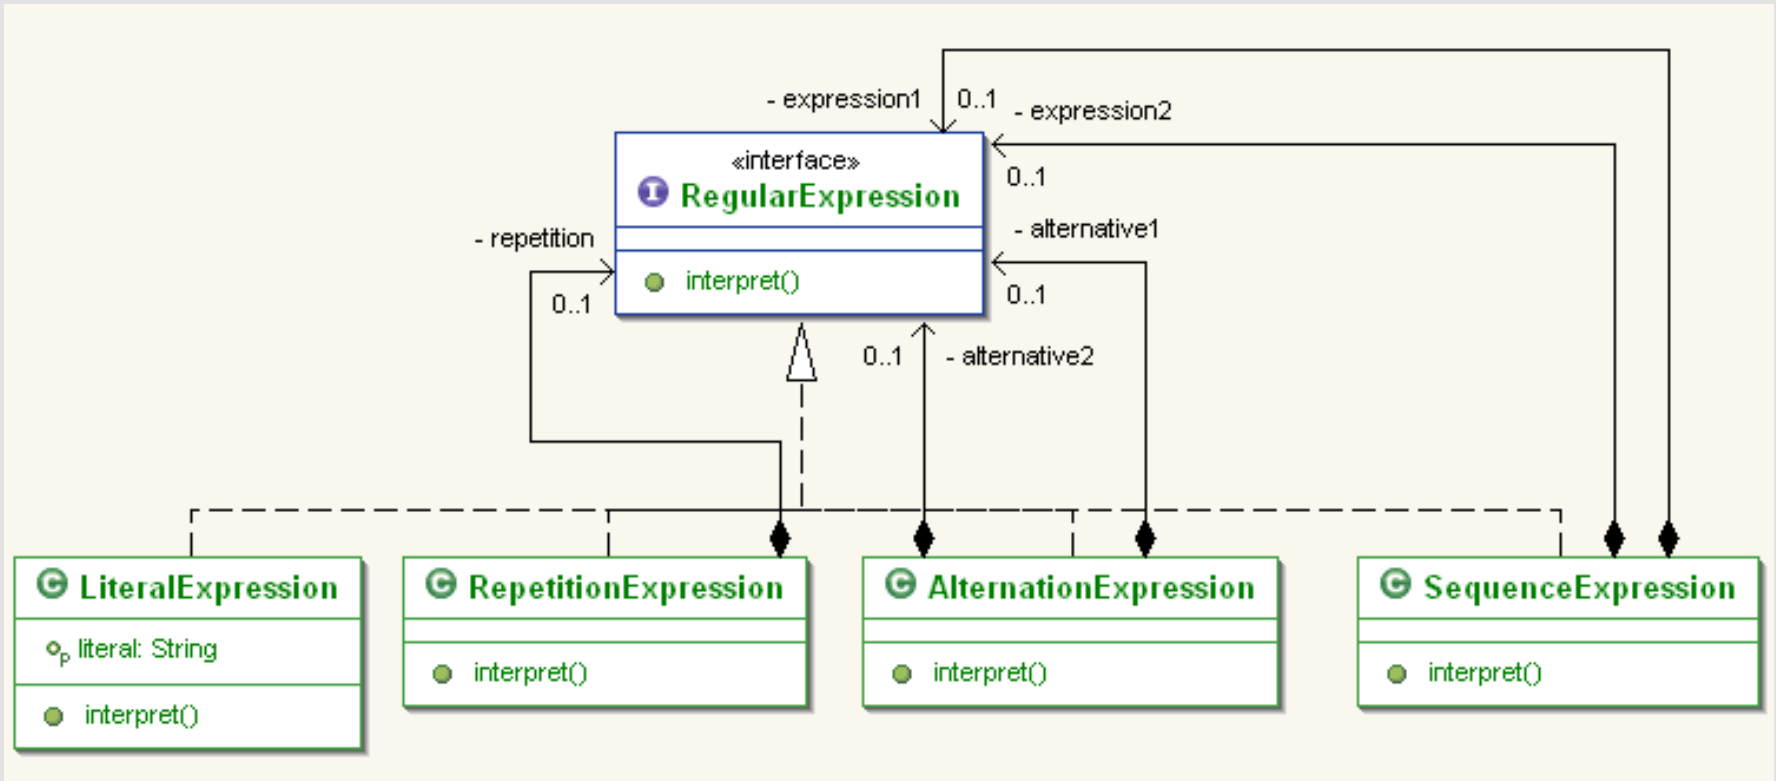 - expression1
0..1
- expression2
0..1
«interface»
I RegularExpression
- alternative1
0..1
- repetition
0..1
interpret()
0..1
- alternative2
C LiteralExpression
p literal: String
interpret()
C RepetitionExpression
interpret()
C AlternationExpression
interpret()
C SequenceExpression
interpret()